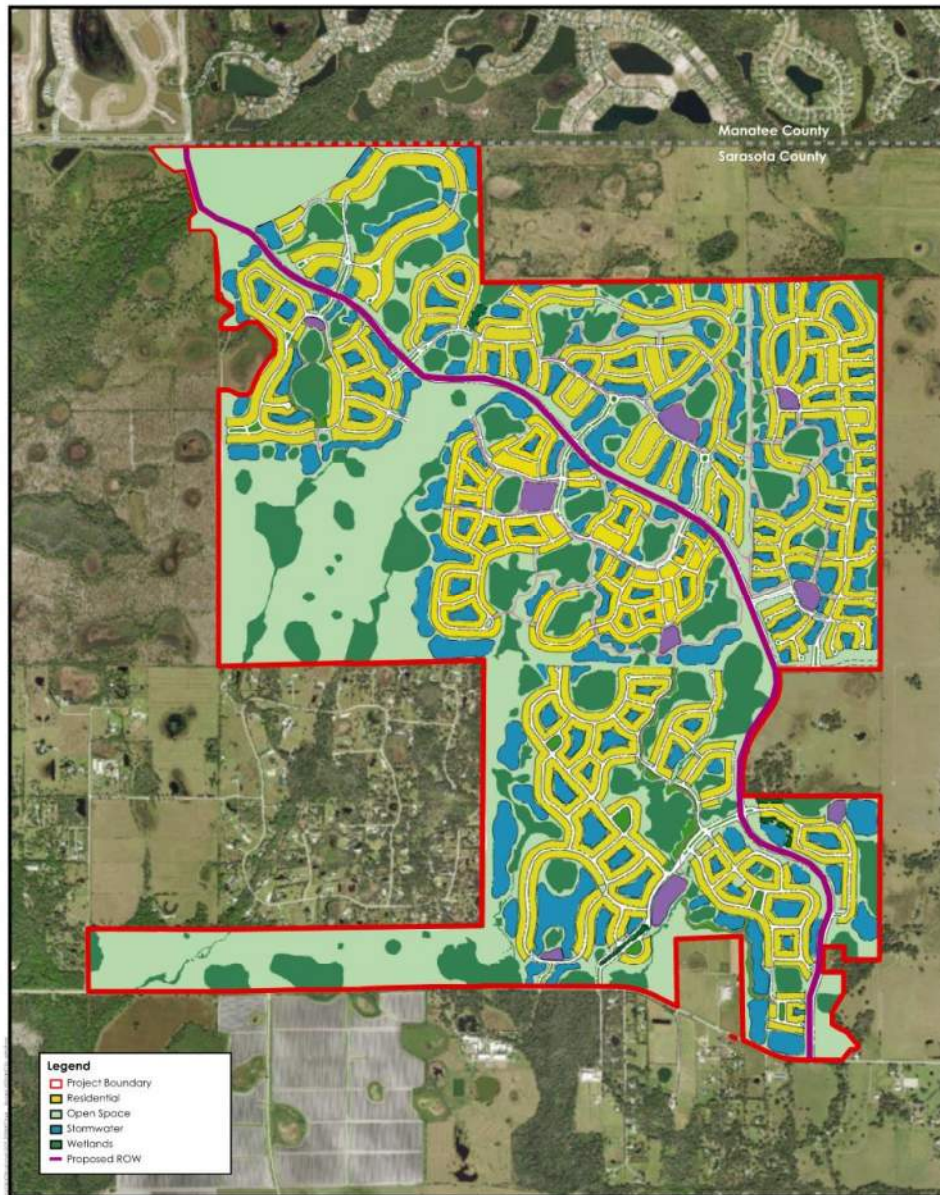 Manatee County
Sarasota County
Legend
Project Boundary
Residential
Open Space
Stormwater
Wetlands
Proposed ROW